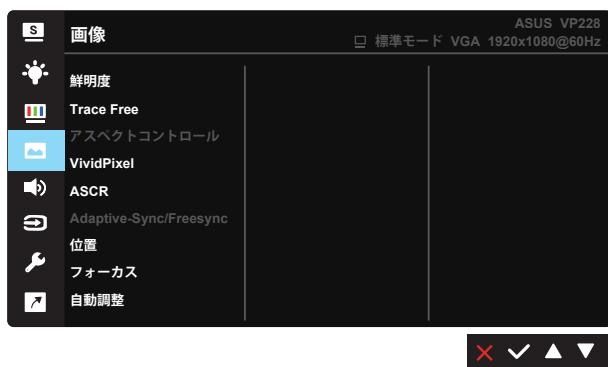 S
画像
ASUS VP228
標準モード VGA 1920x1080@60Hz
鮮明度
Trace Free
アスペクトコントロール
VividPixel
ASCR
Adaptive-Sync/Freesync
位置
フォーカス
自動調整